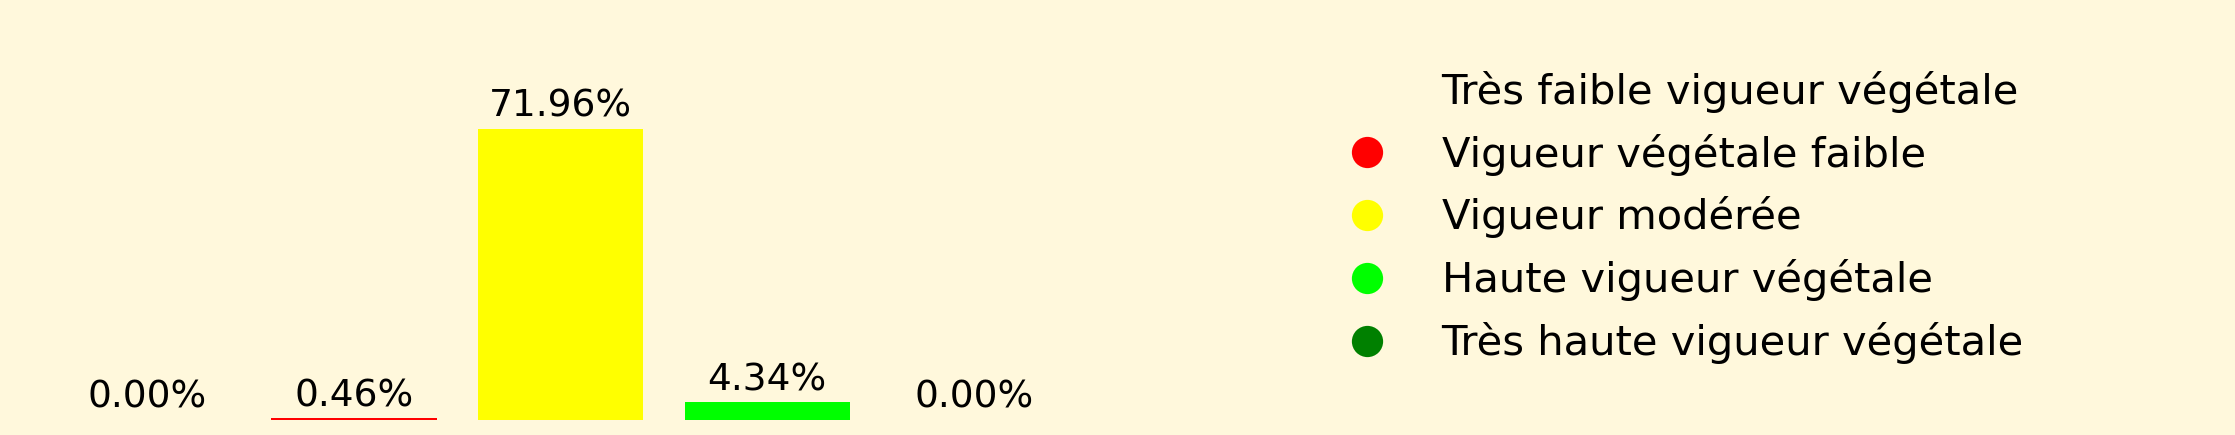 71.96%
4.34%
0.00%
0.46%
0.00%
Très faible vigueur végétale
Vigueur végétale faible
Vigueur modérée
Haute vigueur végétale
Très haute vigueur végétale